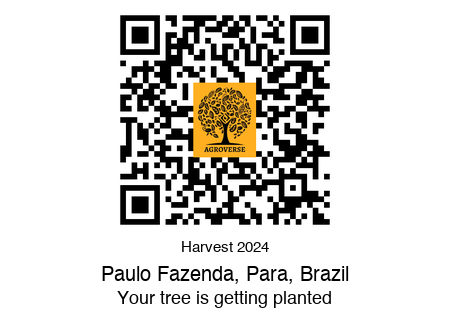 AGROVERSE
Harvest 2024
Paulo Fazenda, Para, Brazil
Your tree is getting planted